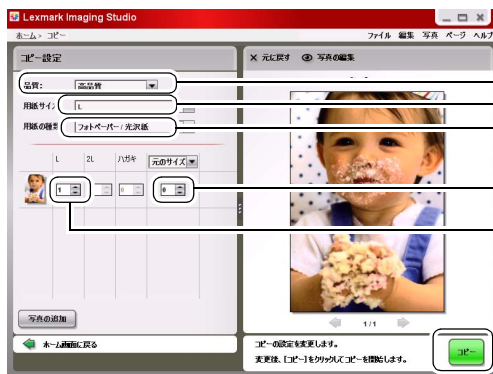 Lexmark Imaging Studio
ホーム> コピー
ファイル 編集 写真 ページ ヘルプ
コピー設定
× 元に戻す 写真の編集
品質: 高品質
用紙サイズ L
用紙の種類 フォトペーパー/光沢紙
L 2L ハガキ 元のサイズ
1 0 0
写真の追加
1/1
ホーム画面に戻る
コピーの設定を変更します。
変更後、[コピー]をクリックしてコピーを開始します。
コピー